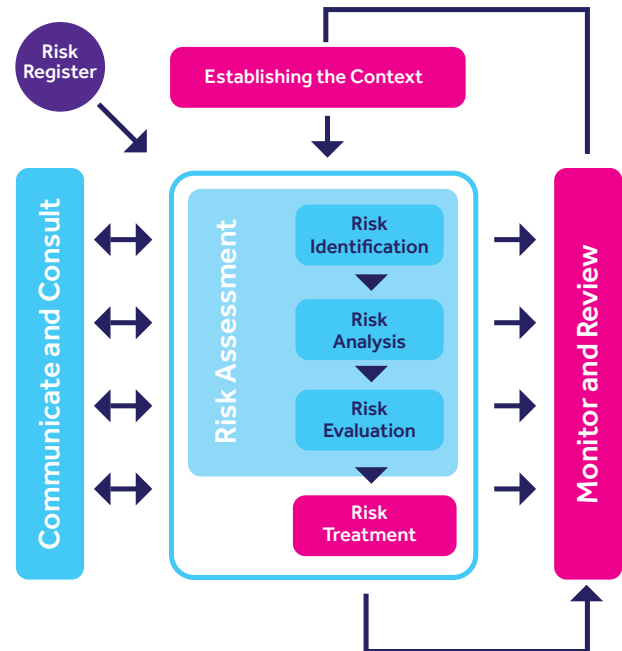 Risk
Register
Establishing the Context
Communicate and Consult
Risk Assessment
Risk
Identification
Risk
Analysis
Risk
Evaluation
Risk
Treatment
Monitor and Review